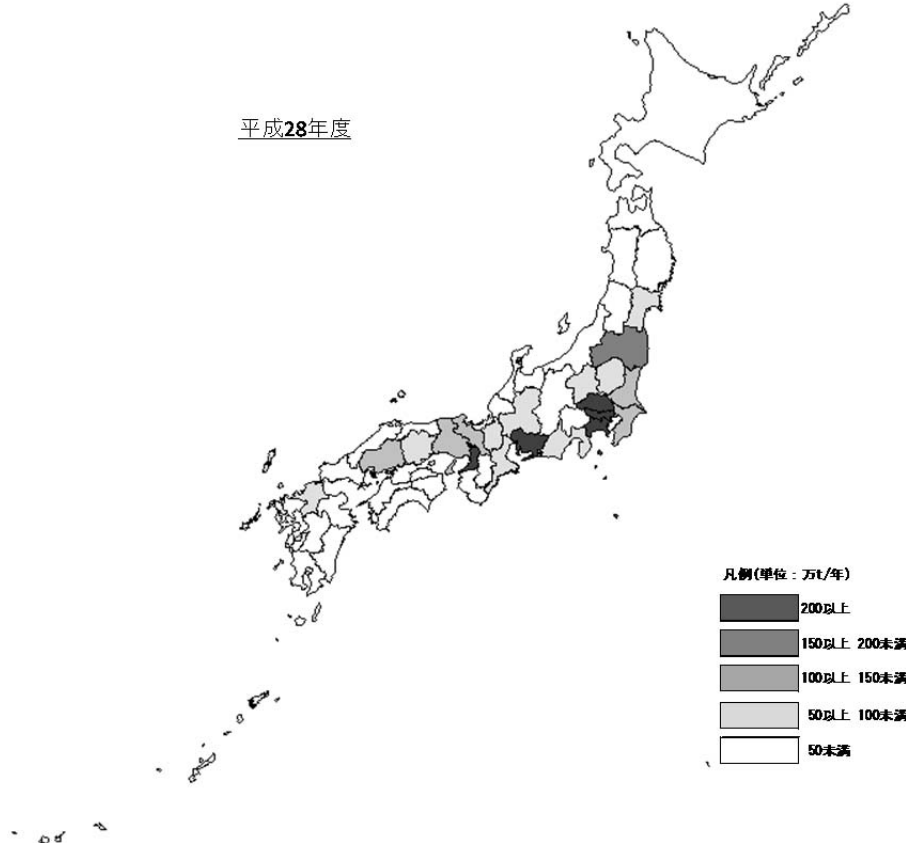 平成28年度
凡例(単位：万t/年)
200以上
150以上 200未満
100以上 150未満
50以上 100未満
50未満